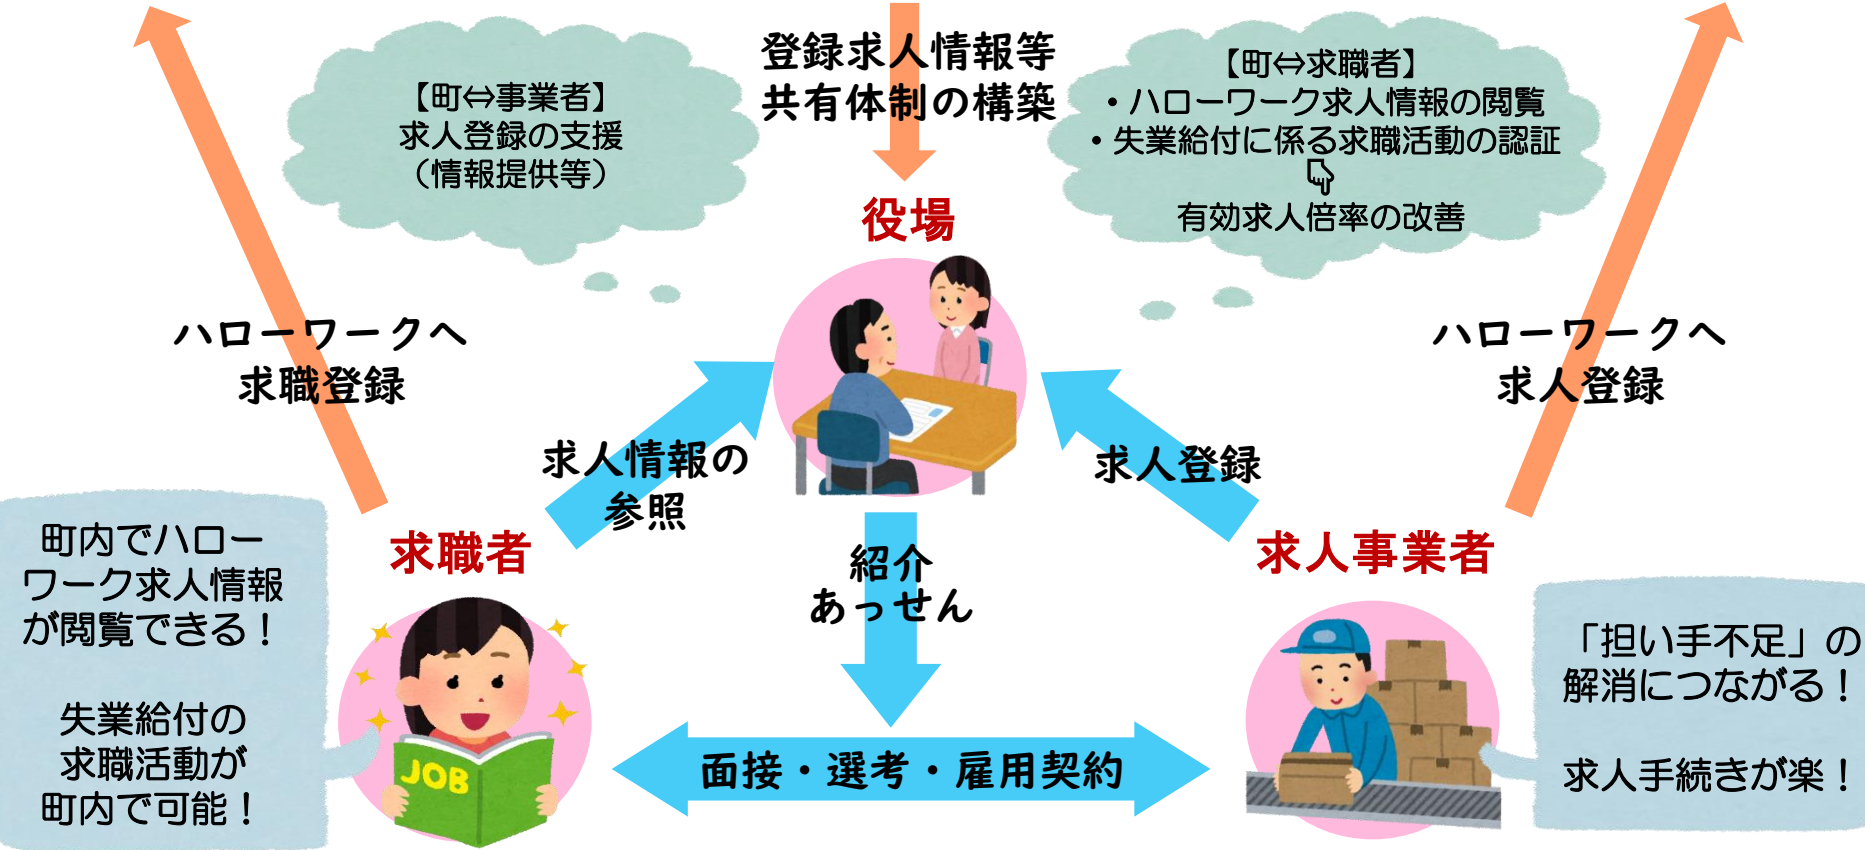 登録求人情報等
共有体制の構築
【町⇔事業者】
求人登録の支援
（情報提供等）
【町⇔求職者】
・ハローワーク求人情報の閲覧
・失業給付に係る求職活動の認証
有効求人倍率の改善
役場
ハローワークへ
求職登録
ハローワークへ
求人登録
求人情報の
参照
求人登録
求職者
紹介
あっせん
求人事業者
町内でハロー
ワーク求人情報
が閲覧できる！
失業給付の
求職活動が
町内で可能！
JOB
面接・選考・雇用契約
「担い手不足」の
解消につながる！
求人手続きが楽！